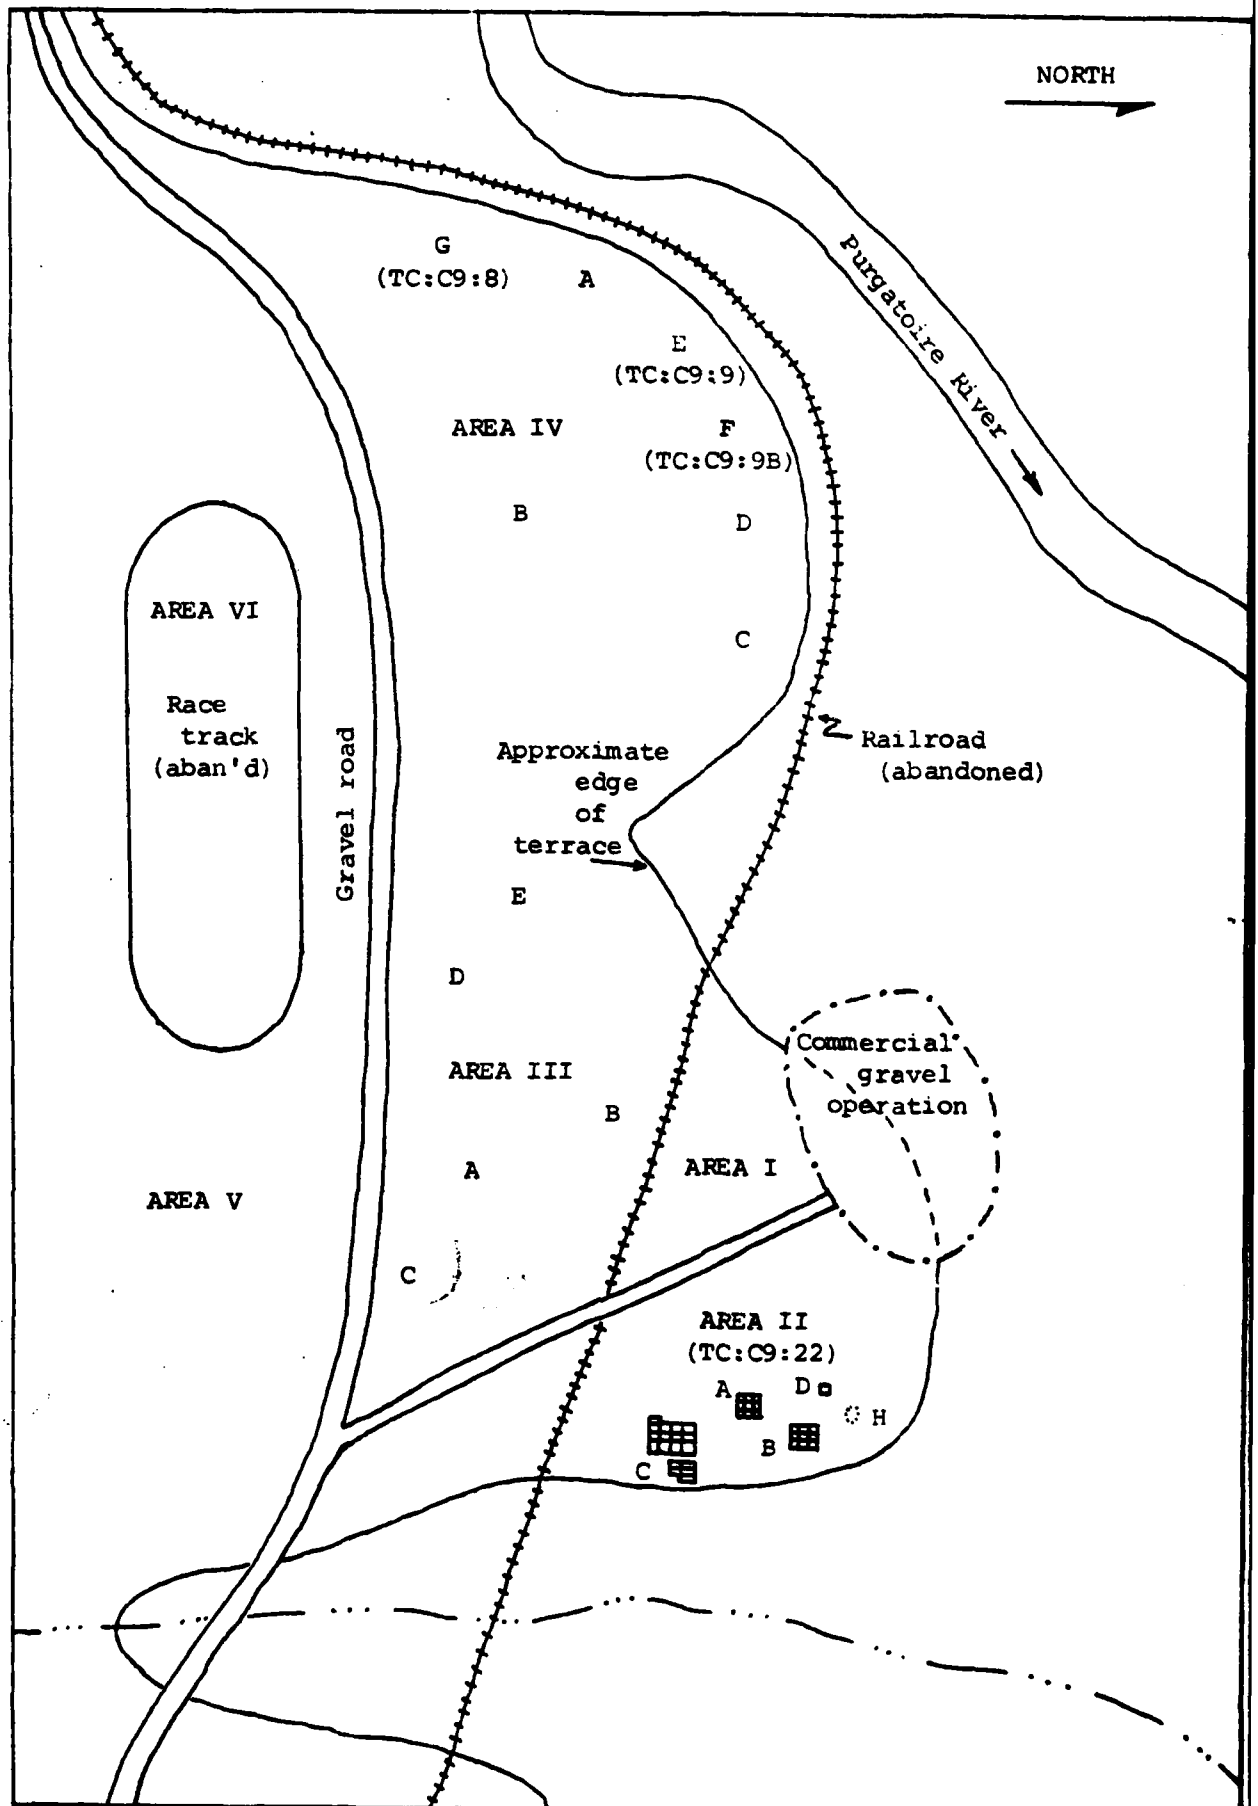 NORTH
Purgatoire River
G
(TC:C9:8)
A
E
(TC:C9:9)
AREA IV
F
(TC:C9:9B)
B
D
AREA VI
C
Race
track
(aban'd)
Gravel road
Approximate
edge
of
terrace
Railroad
(abandoned)
E
D
Commercial
gravel
operation
AREA III
B
AREA I
A
AREA V
C
AREA II
(TC:C9:22)
A
D
H
B
C